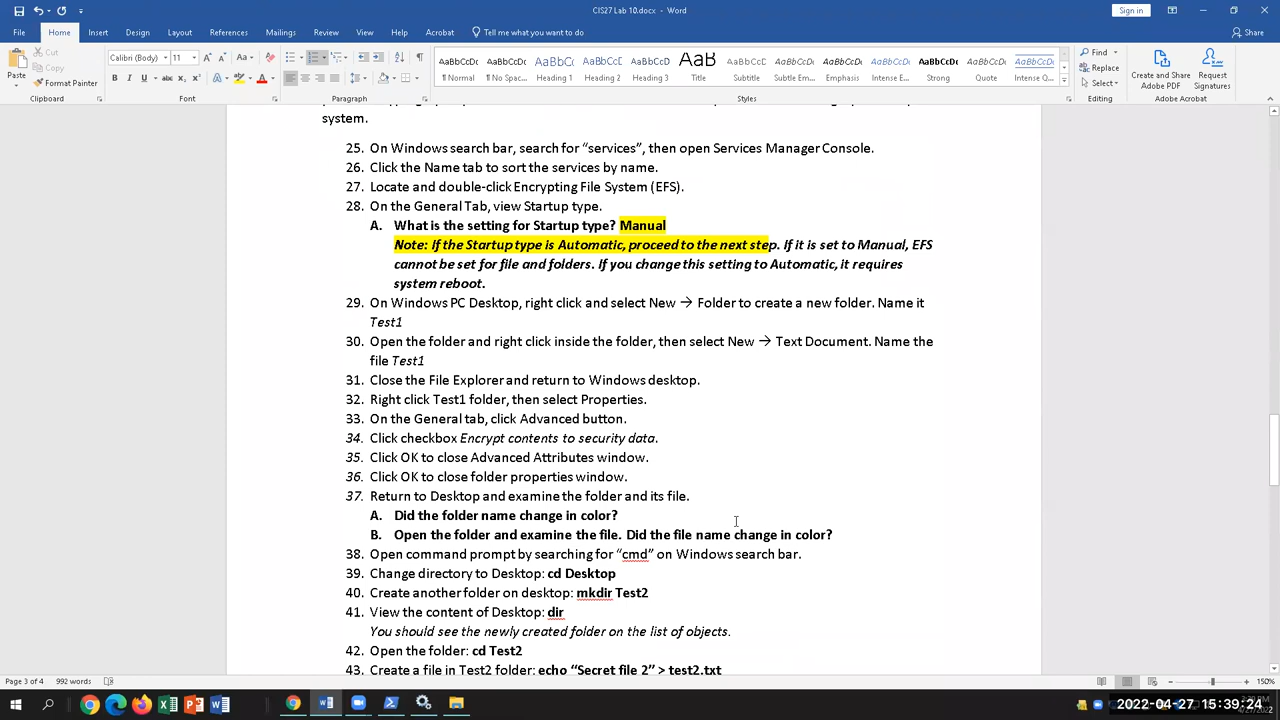 CIS27 Lab 10.docx - Word
Sign in
File Home Insert Draw Design Layout References Mailings Review View Help Acrobat Tell me what you want to do Share
Paste
Cut
Copy
Format Painter
Clipboard
Calibri (Body) 11
Font
Paragraph
AaBbCcDc AaBbCcDc AaBbC AaBbCc AaBbCcD AaB AaBbCcD AaBbCcDc AaBbCcDc AaBbCcDc AaBbCcDc AaBbCcDc AaBbCcDc
¶ Normal ¶ No Spac... Heading 1 Heading 2 Heading 3 Title Subtitle Subtle Em... Emphasis Intense E... Strong Quote Intense Q...
Styles
Find
Replace
Select
Editing
Create and Share Adobe PDF
Request Signatures
Adobe Acrobat
system.
25. On Windows search bar, search for “services”, then open Services Manager Console.
26. Click the Name tab to sort the services by name.
27. Locate and double-click Encrypting File System (EFS).
28. On the General Tab, view Startup type.
A. What is the setting for Startup type? Manual
Note: If the Startup type is Automatic, proceed to the next step. If it is set to Manual, EFS
cannot be set for file and folders. If you change this setting to Automatic, it requires
system reboot.
29. On Windows PC Desktop, right click and select New → Folder to create a new folder. Name it
Test1
30. Open the folder and right click inside the folder, then select New → Text Document. Name the
file Test1
31. Close the File Explorer and return to Windows desktop.
32. Right click Test1 folder, then select Properties.
33. On the General tab, click Advanced button.
34. Click checkbox Encrypt contents to security data.
35. Click OK to close Advanced Attributes window.
36. Click OK to close folder properties window.
37. Return to Desktop and examine the folder and its file.
A. Did the folder name change in color?
B. Open the folder and examine the file. Did the file name change in color?
38. Open command prompt by searching for “cmd” on Windows search bar.
39. Change directory to Desktop: cd Desktop
40. Create another folder on desktop: mkdir Test2
41. View the content of Desktop: dir
You should see the newly created folder on the list of objects.
42. Open the folder: cd Test2
43. Create a file in Test2 folder: echo “Secret file 2” > test2.txt
Page 3 of 4 992 words
150%
2022-04-27 15:39:24